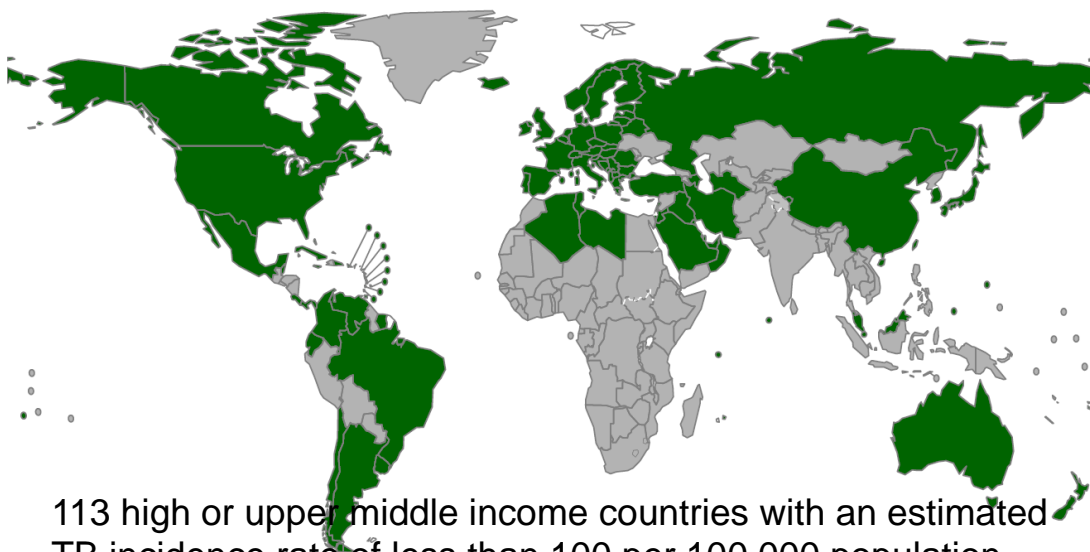 113 high or upper middle income countries with an estimated
TB incidence rate of less than 100 per 100 000 population